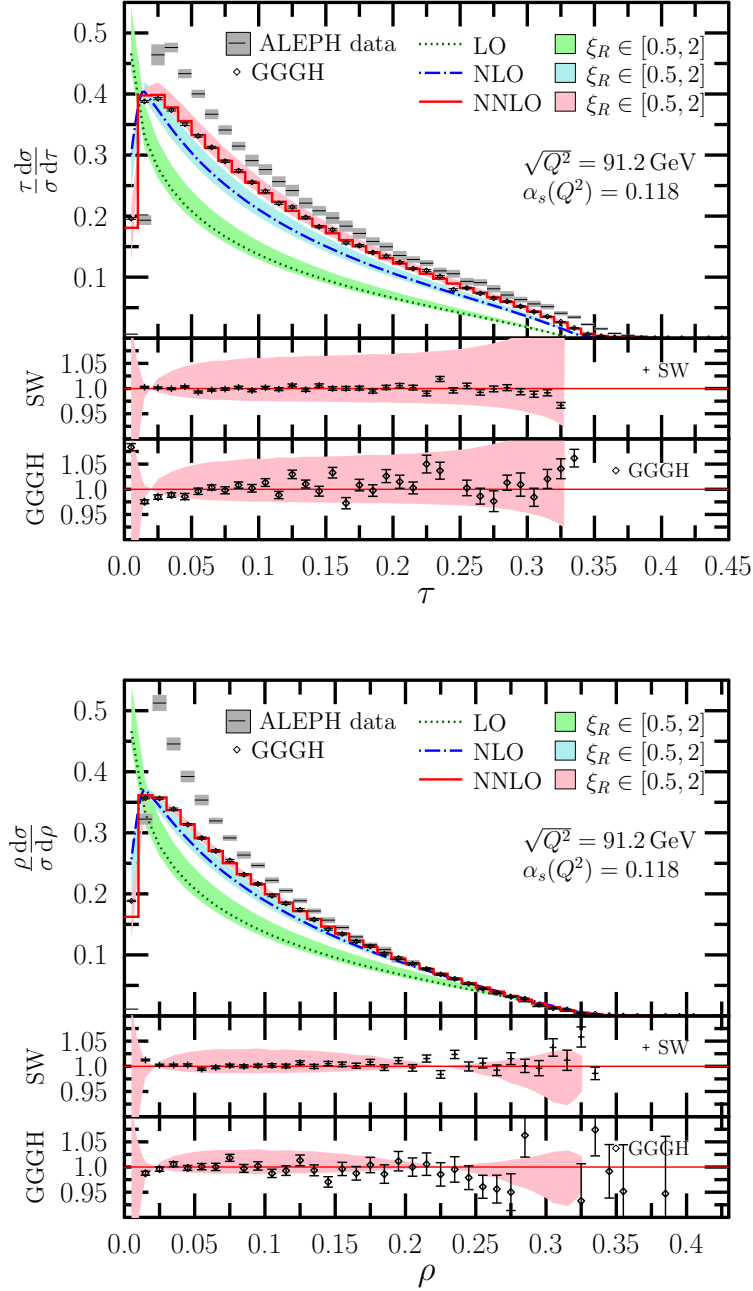 0.5
0.4
0.3
0.2
0.1
τ/σ dσ/dτ
ALEPH data
GGGH
LO
NLO
NNLO
ξ_R ∈ [0.5, 2]
ξ_R ∈ [0.5, 2]
ξ_R ∈ [0.5, 2]
√Q² = 91.2 GeV
α_s(Q²) = 0.118
SW
1.05
1.0
0.95
+ SW
GGGH
1.05
1.0
0.95
GGGH
0.0 0.05 0.1 0.15 0.2 0.25 0.3 0.35 0.4 0.45
τ
0.5
0.4
0.3
0.2
0.1
ρ/σ dσ/dρ
ALEPH data
GGGH
LO
NLO
NNLO
ξ_R ∈ [0.5, 2]
ξ_R ∈ [0.5, 2]
ξ_R ∈ [0.5, 2]
√Q² = 91.2 GeV
α_s(Q²) = 0.118
SW
1.05
1.0
0.95
+ SW
GGGH
1.05
1.0
0.95
GGGH
0.0 0.05 0.1 0.15 0.2 0.25 0.3 0.35 0.4
ρ